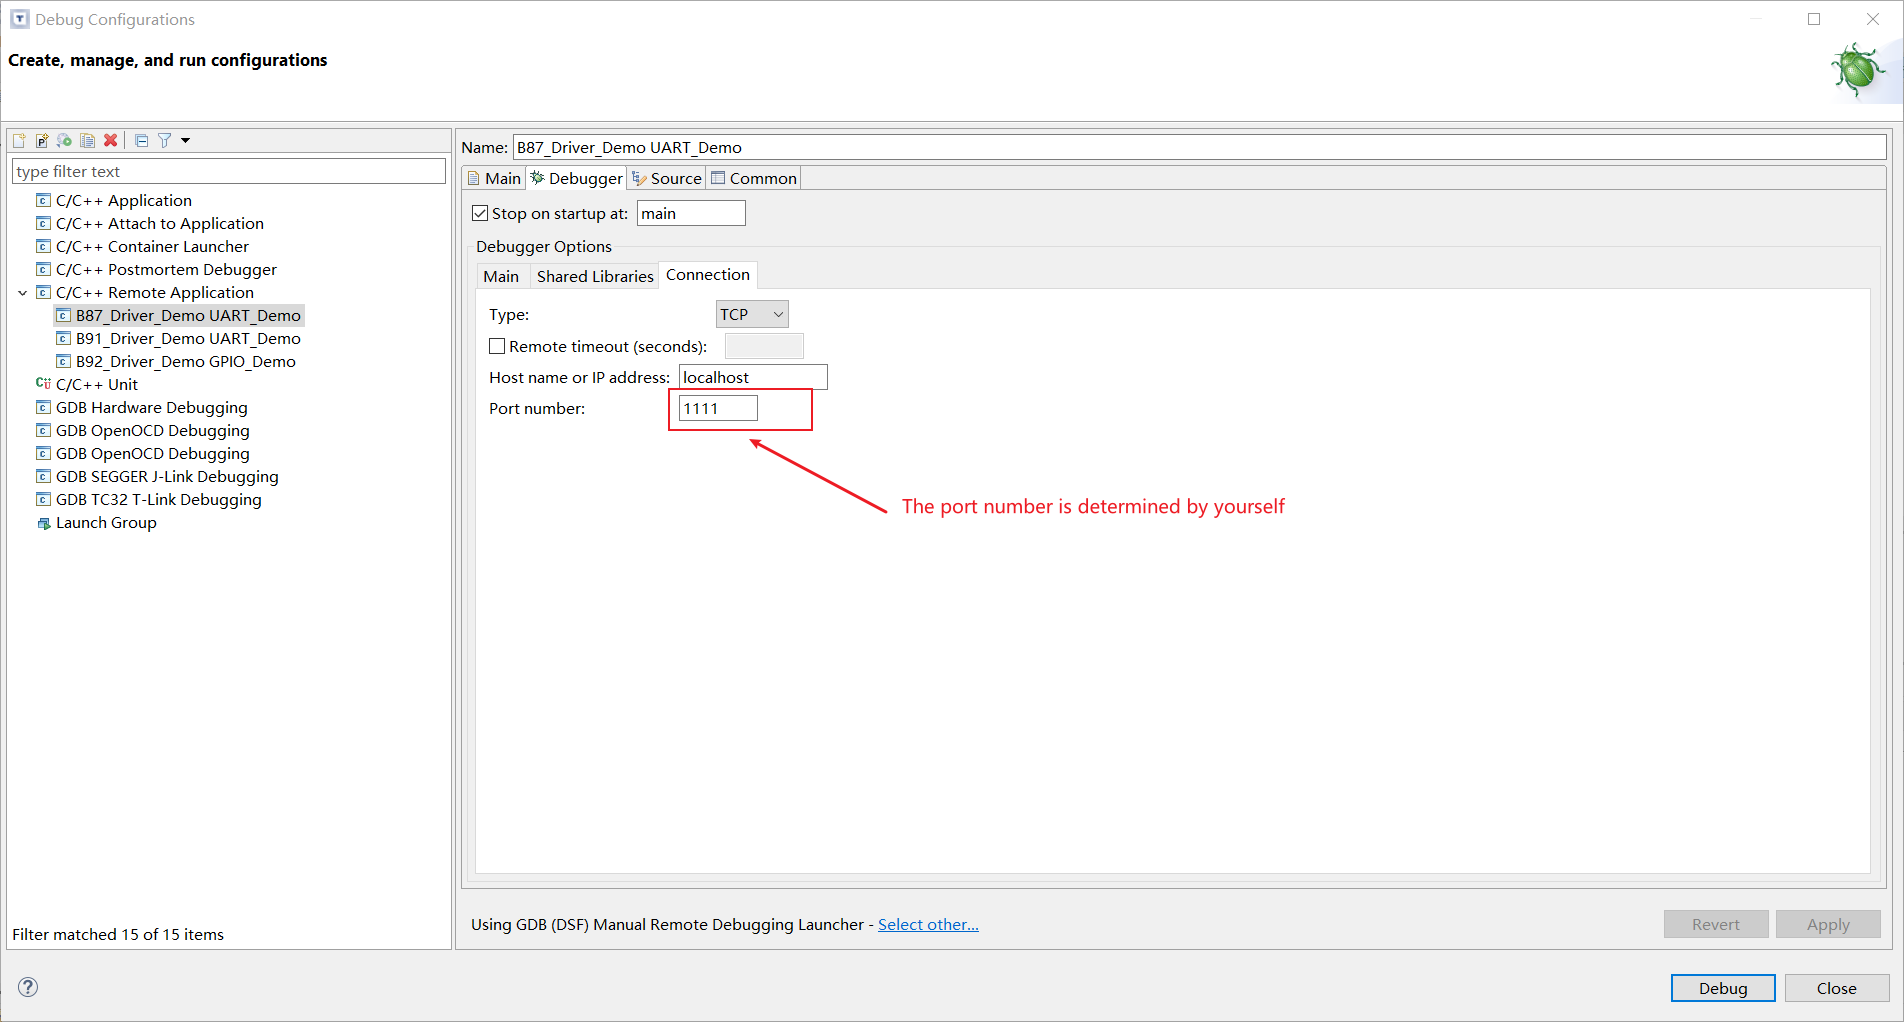 Debug Configurations
Create, manage, and run configurations
type filter text
C/C++ Application
C/C++ Attach to Application
C/C++ Container Launcher
C/C++ Postmortem Debugger
C/C++ Remote Application
B87_Driver_Demo UART_Demo
B91_Driver_Demo UART_Demo
B92_Driver_Demo GPIO_Demo
C/C++ Unit
GDB Hardware Debugging
GDB OpenOCD Debugging
GDB OpenOCD Debugging
GDB SEGGER J-Link Debugging
GDB TC32 T-Link Debugging
Launch Group
Filter matched 15 of 15 items
Name: B87_Driver_Demo UART_Demo
Main Debugger Source Common
Stop on startup at: main
Debugger Options
Main Shared Libraries Connection
Type: TCP
Remote timeout (seconds):
Host name or IP address: localhost
Port number: 1111
The port number is determined by yourself
Using GDB (DSF) Manual Remote Debugging Launcher - Select other...
Revert Apply
Debug Close